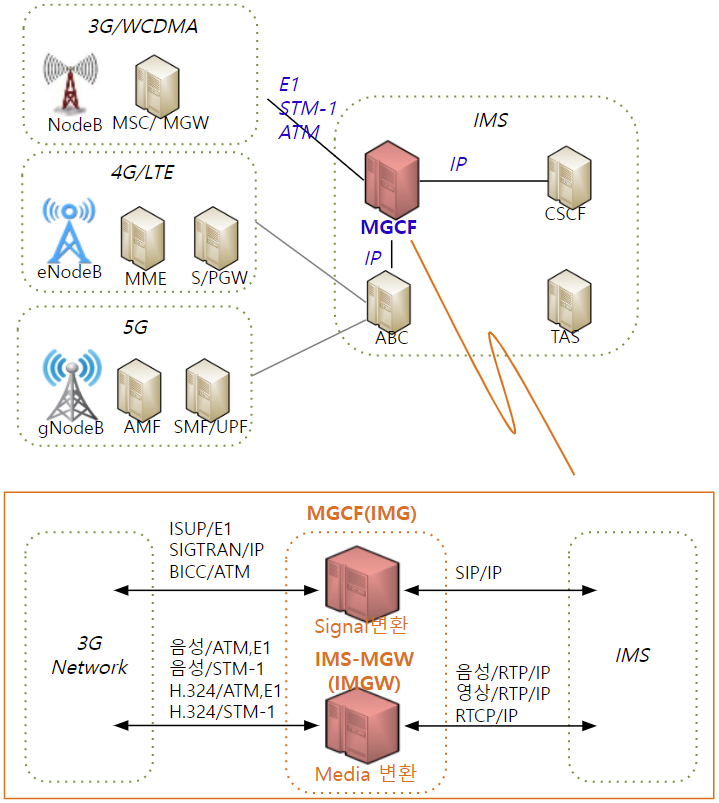 3G/WCDMA
NodeB
MSC/ MGW
E1
STM-1
ATM
4G/LTE
eNodeB
MME
S/PGW
5G
gNodeB
AMF
SMF/UPF
IMS
MGCF
IP
CSCF
IP
ABC
TAS
MGCF(IMG)
ISUP/E1
SIGTRAN/IP
BICC/ATM
SIP/IP
Signal변환
3G
Network
음성/ATM,E1
음성/STM-1
H.324/ATM,E1
H.324/STM-1
IMS-MGW
(IMGW)
Media 변환
음성/RTP/IP
영상/RTP/IP
RTCP/IP
IMS